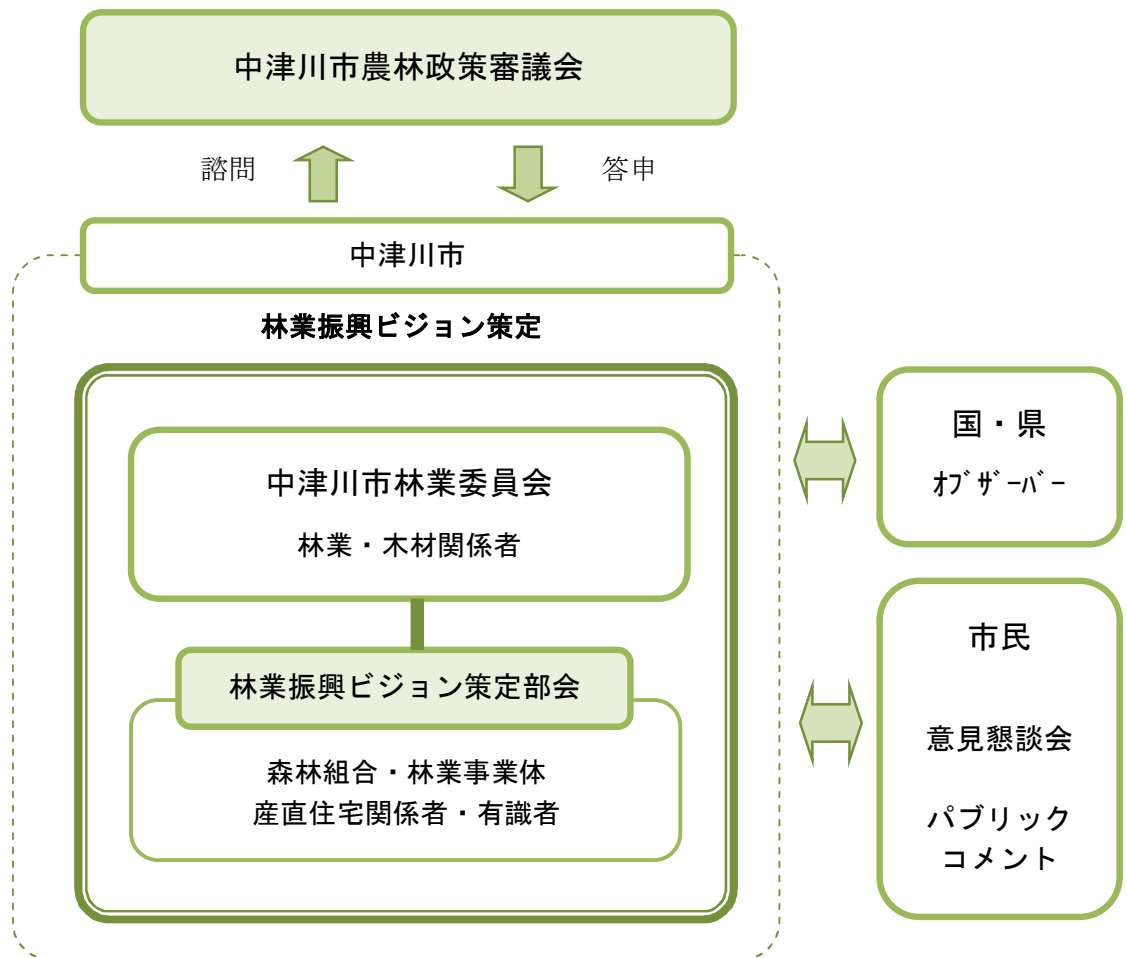 中津川市農林政策審議会
諮問
答申
中津川市
林業振興ビジョン策定
中津川市林業委員会
林業・木材関係者
林業振興ビジョン策定部会
森林組合・林業事業体
産直住宅関係者・有識者
国・県
ｵﾌﾞｻﾞｰﾊﾞｰ
市民
意見懇談会
パブリック
コメント